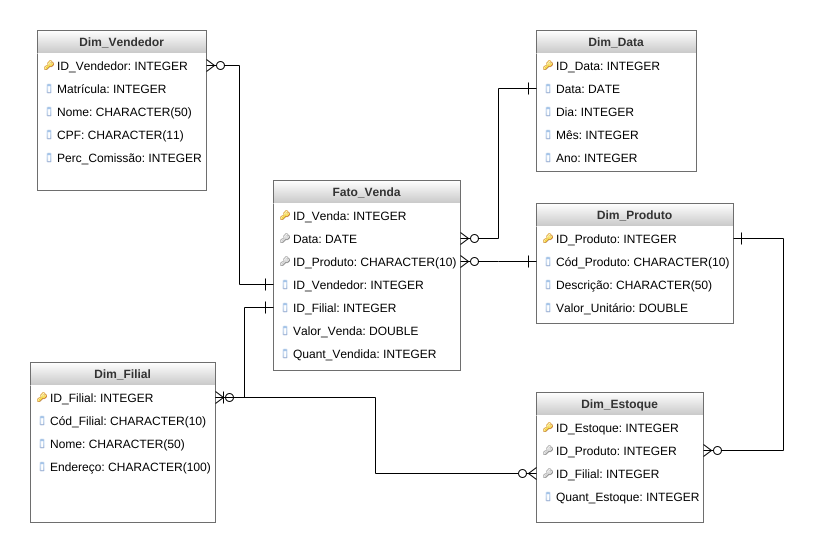 Dim_Vendedor
ID_Vendedor: INTEGER
Matrícula: INTEGER
Nome: CHARACTER(50)
CPF: CHARACTER(11)
Perc_Comissão: INTEGER
Dim_Data
ID_Data: INTEGER
Data: DATE
Dia: INTEGER
Mês: INTEGER
Ano: INTEGER
Fato_Venda
ID_Venda: INTEGER
Data: DATE
ID_Produto: CHARACTER(10)
ID_Vendedor: INTEGER
ID_Filial: INTEGER
Valor_Venda: DOUBLE
Quant_Vendida: INTEGER
Dim_Produto
ID_Produto: INTEGER
Cód_Produto: CHARACTER(10)
Descrição: CHARACTER(50)
Valor_Unitário: DOUBLE
Dim_Filial
ID_Filial: INTEGER
Cód_Filial: CHARACTER(10)
Nome: CHARACTER(50)
Endereço: CHARACTER(100)
Dim_Estoque
ID_Estoque: INTEGER
ID_Produto: INTEGER
ID_Filial: INTEGER
Quant_Estoque: INTEGER